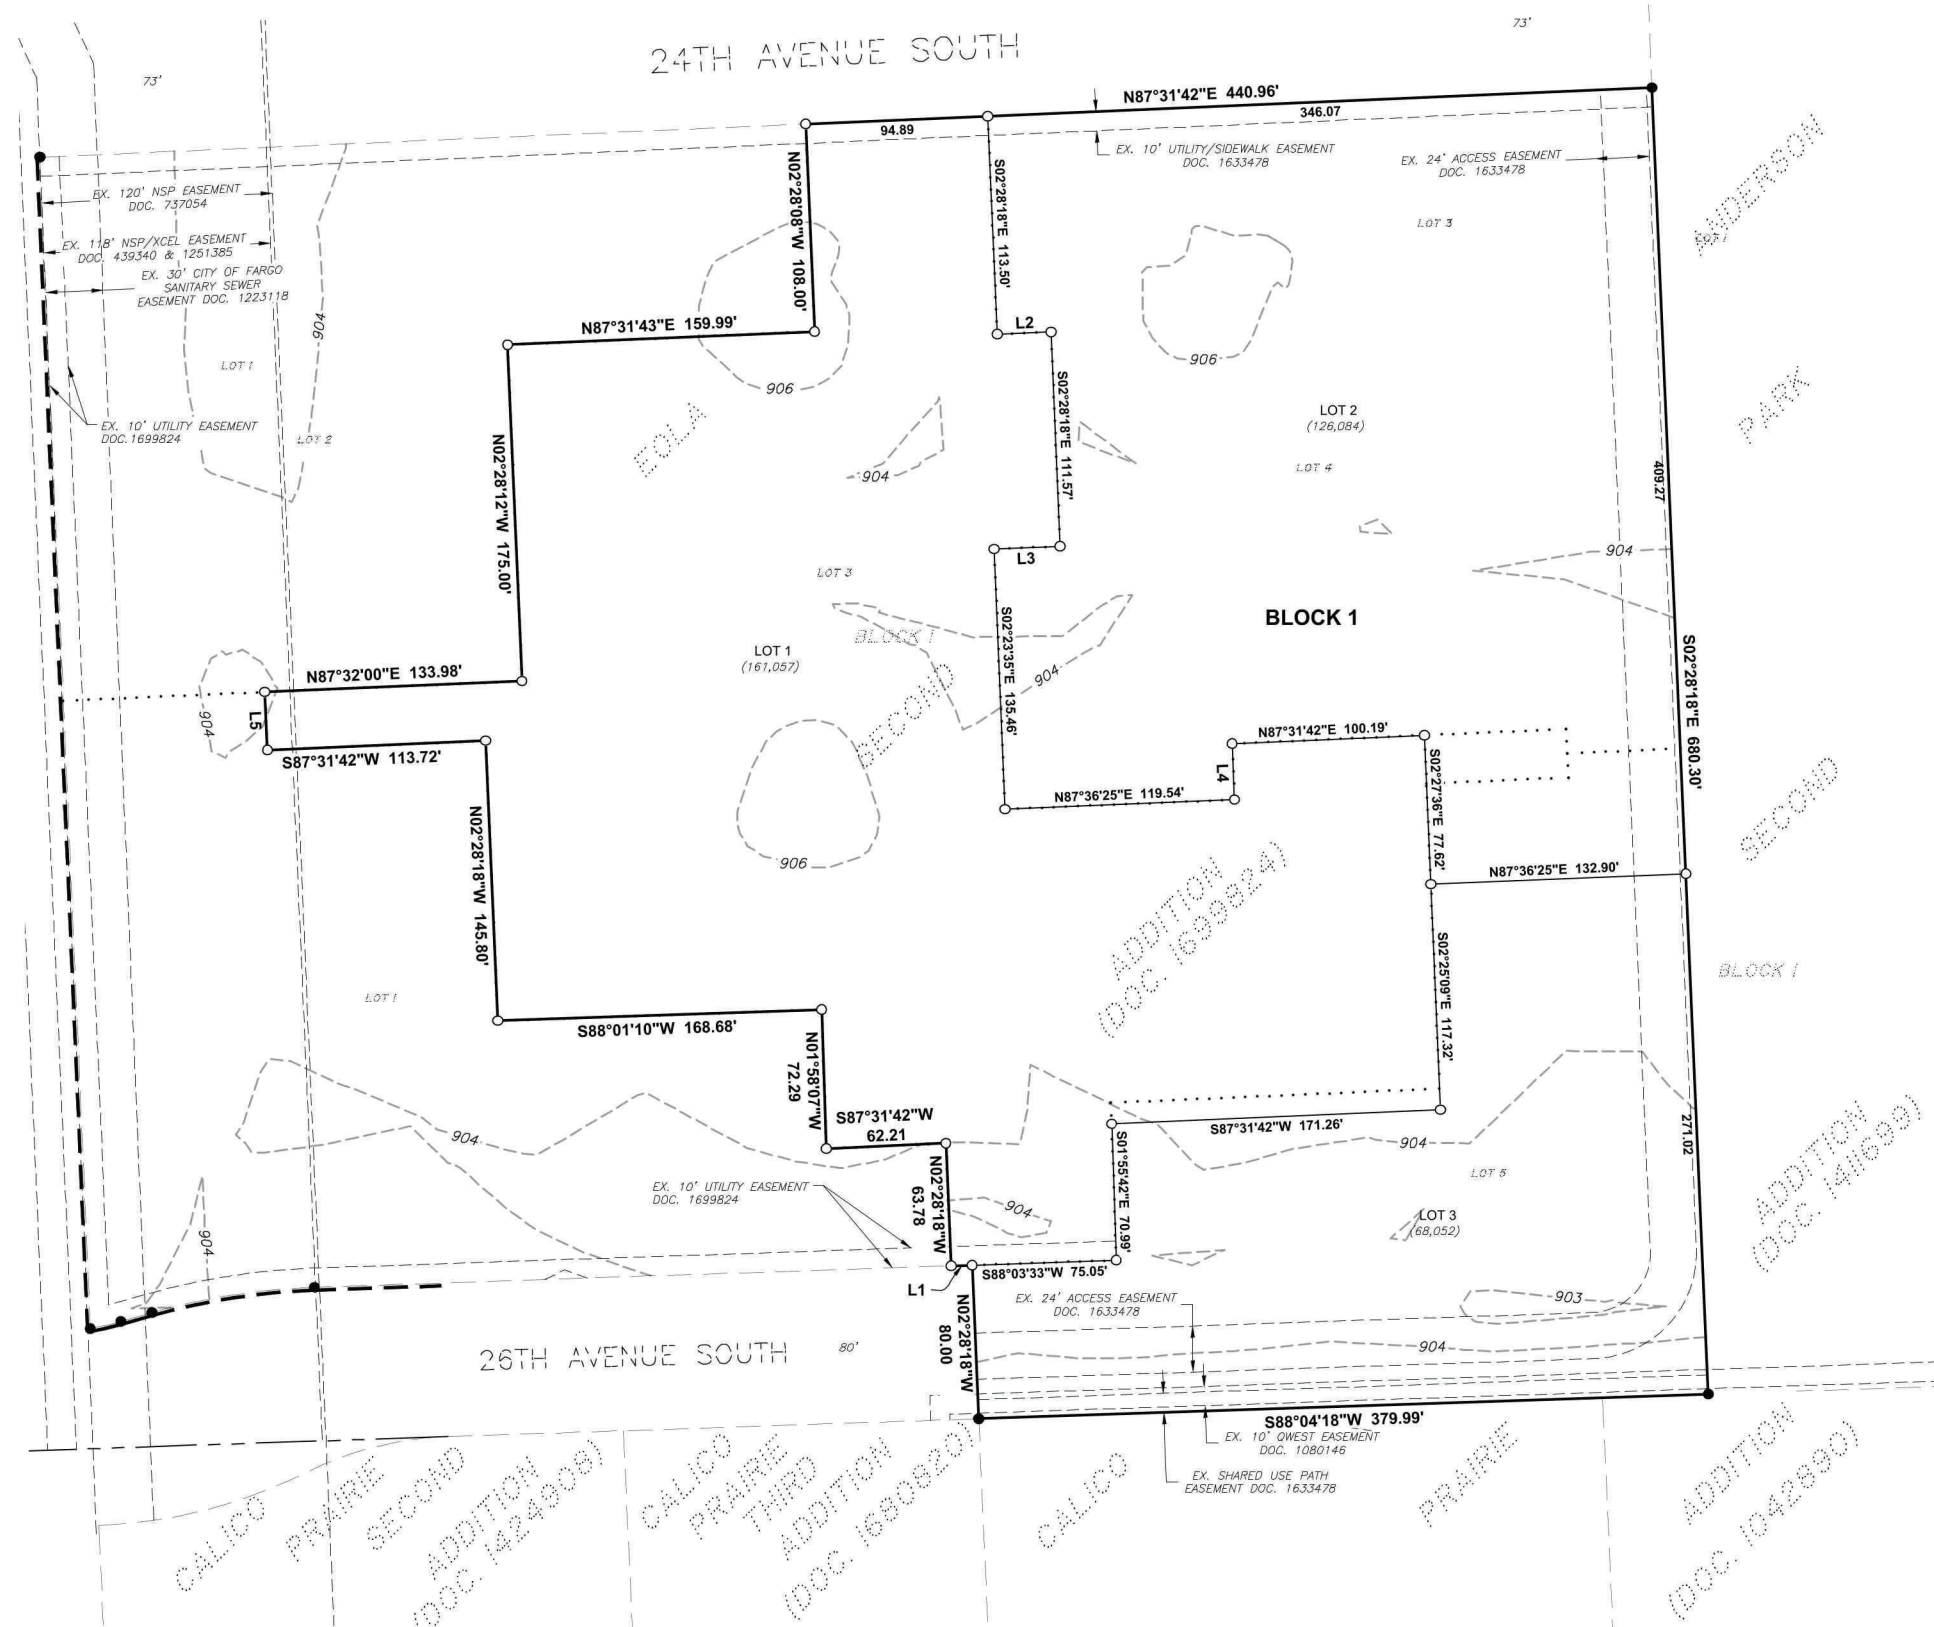 73'
24TH AVENUE SOUTH
73'
N87°31'42"E 440.96'
94.89
346.07
EX. 10' UTILITY/SIDEWALK EASEMENT
DOC. 1633478
EX. 24' ACCESS EASEMENT
DOC. 1633478
ANDERSON
EX. 120' NSP EASEMENT
DOC. 737054
EX. 118' NSP/XCEL EASEMENT
DOC. 439340 & 1251385
EX. 30' CITY OF FARGO
SANITARY SEWER
EASEMENT DOC. 1223118
N02°28'08"W 108.00'
S02°28'18"E 113.50'
LOT 3
LOT 1
904
N87°31'43"E 159.99'
L2
906
906
LOT 1
EX. 10' UTILITY EASEMENT
DOC.1699824
LOT 2
EOLA
S02°28'18"E 111.57'
LOT 2
(126,084)
PARK
904
LOT 4
409.27
N02°28'12"W 175.00'
L3
904
LOT 3
BLOCK 1
BLOCK 1
S02°23'35"E 135.46'
LOT 1
(161,057)
904
N87°32'00"E 133.98'
S02°28'18"E 680.30'
L5
904
SECOND
S87°31'42"W 113.72'
N87°31'42"E 100.19'
L4
S02°27'36"E 77.62'
N87°36'25"E 119.54'
SECOND
906
N87°36'25"E 132.90'
N02°28'18"W 145.80'
ADDITION
(DOC. 1699824)
S02°25'09"E 117.32'
BLOCK 1
LOT 1
S88°01'10"W 168.68'
N01°58'07"W
72.29
S87°31'42"W
62.21
904
S87°31'42"W 171.26'
904
271.02
ADDITION
(DOC. 1411699)
EX. 10' UTILITY EASEMENT
DOC. 1699824
N02°28'18"W
63.78
904
S01°55'42"E 70.99'
LOT 5
LOT 3
(68,052)
904
L1
S88°03'33"W 75.05'
EX. 24' ACCESS EASEMENT
DOC. 1633478
903
26TH AVENUE SOUTH
80'
N02°28'18"W
80.00
904
S88°04'18"W 379.99'
EX. 10' QWEST EASEMENT
DOC. 1080146
EX. SHARED USE PATH
EASEMENT DOC. 1633478
CALICO
PRAIRIE
SECOND
ADDITION
(DOC. 1424909)
CALICO
PRAIRIE
THIRD
ADDITION
(DOC. 1680920)
CALICO
PRAIRIE
ADDITION
(DOC. 1042890)